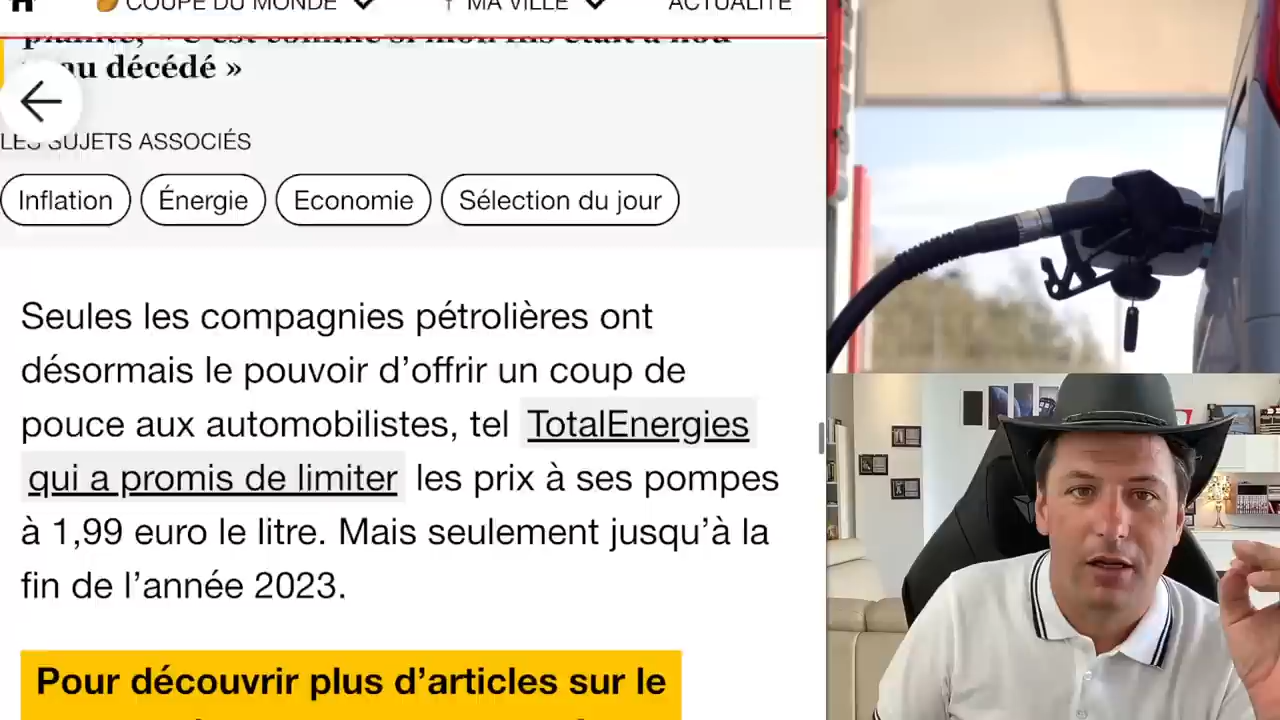 COUPE DU MONDE
MA VILLE
ACTUALITÉ
au décédé »
LES SUJETS ASSOCIÉS
Inflation
Énergie
Economie
Sélection du jour
Seules les compagnies pétrolières ont
désormais le pouvoir d’offrir un coup de
pouce aux automobilistes, tel TotalEnergies
qui a promis de limiter les prix à ses pompes
à 1,99 euro le litre. Mais seulement jusqu’à la
fin de l’année 2023.
Pour découvrir plus d’articles sur le